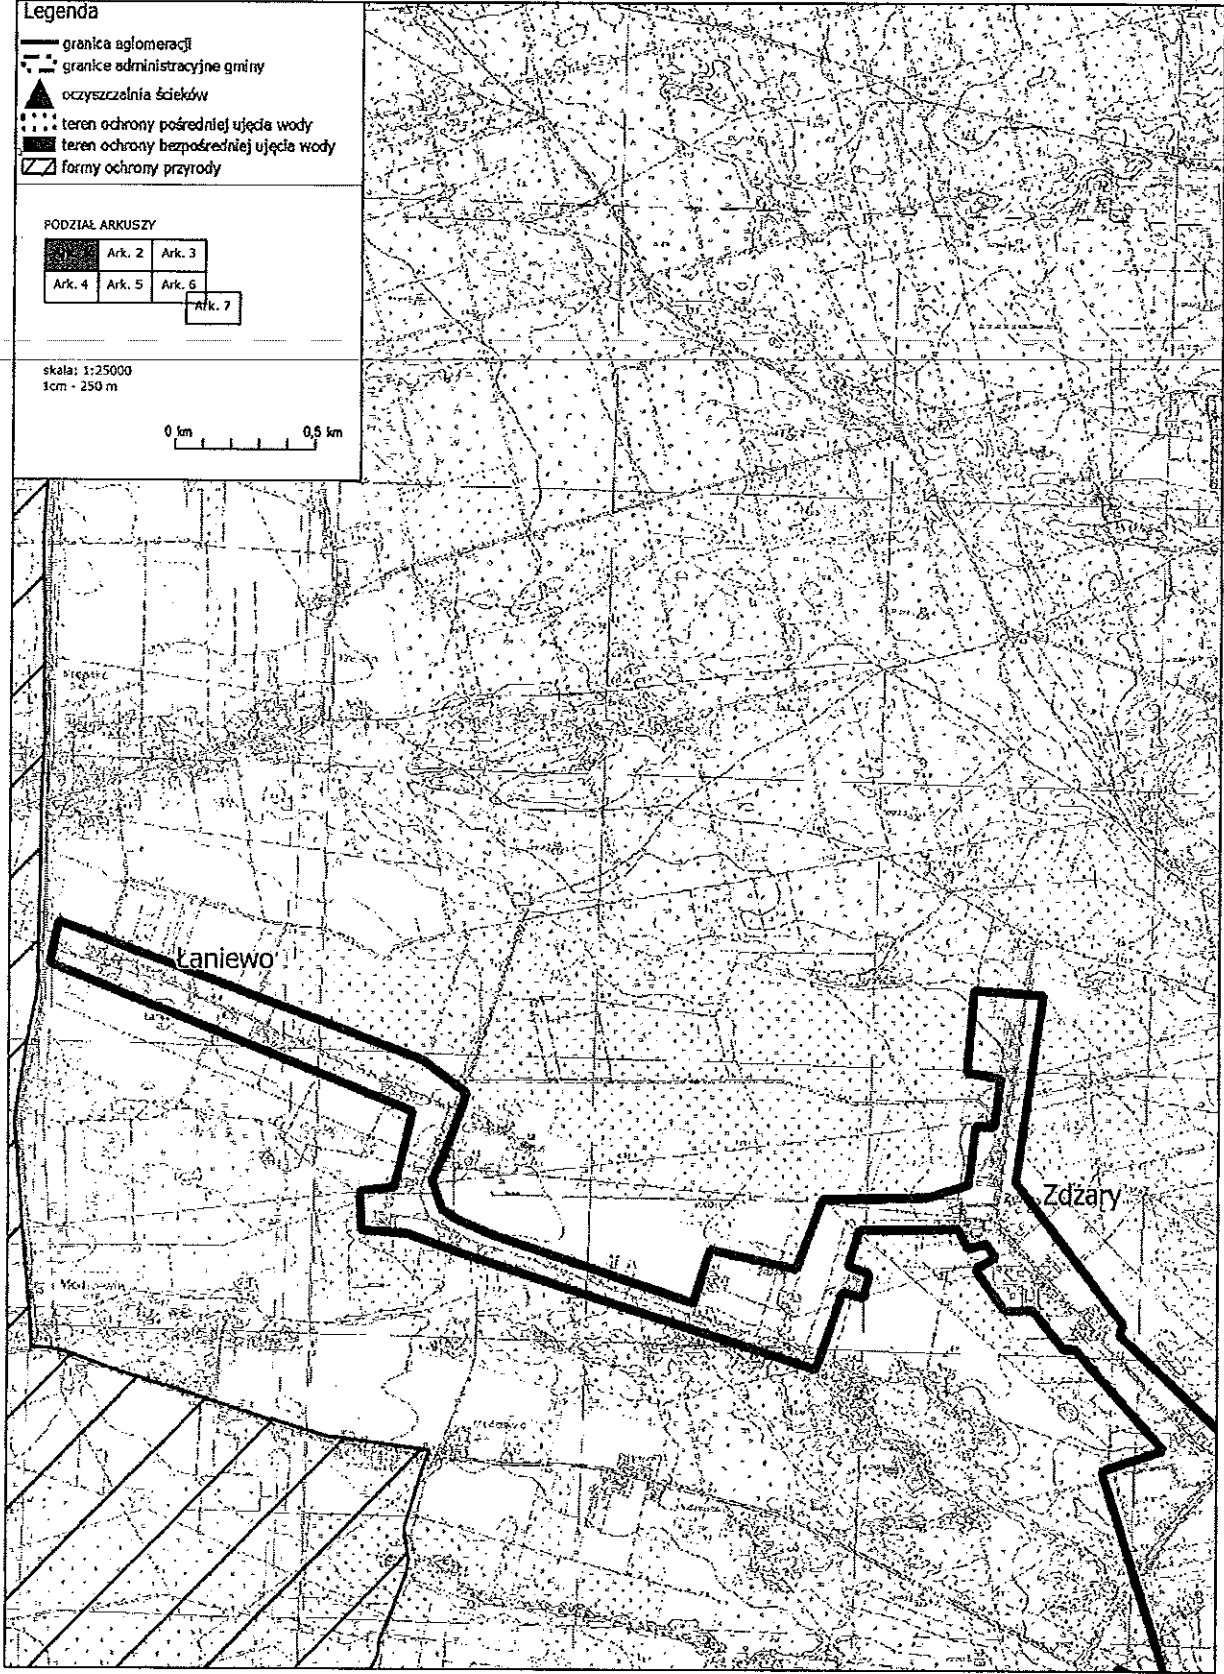 Legenda
granica aglomeracji
granice administracyjne gminy
oczyszczalnia ścieków
teren ochrony pośredniej ujęcia wody
teren ochrony bezpośredniej ujęcia wody
formy ochrony przyrody
PODZIAŁ ARKUSZY
Ark. 2 Ark. 3
Ark. 4 Ark. 5 Ark. 6
Ark. 7
skala: 1:25000
1cm - 250 m
0 km 0,5 km
Łaniewo
Zdżary